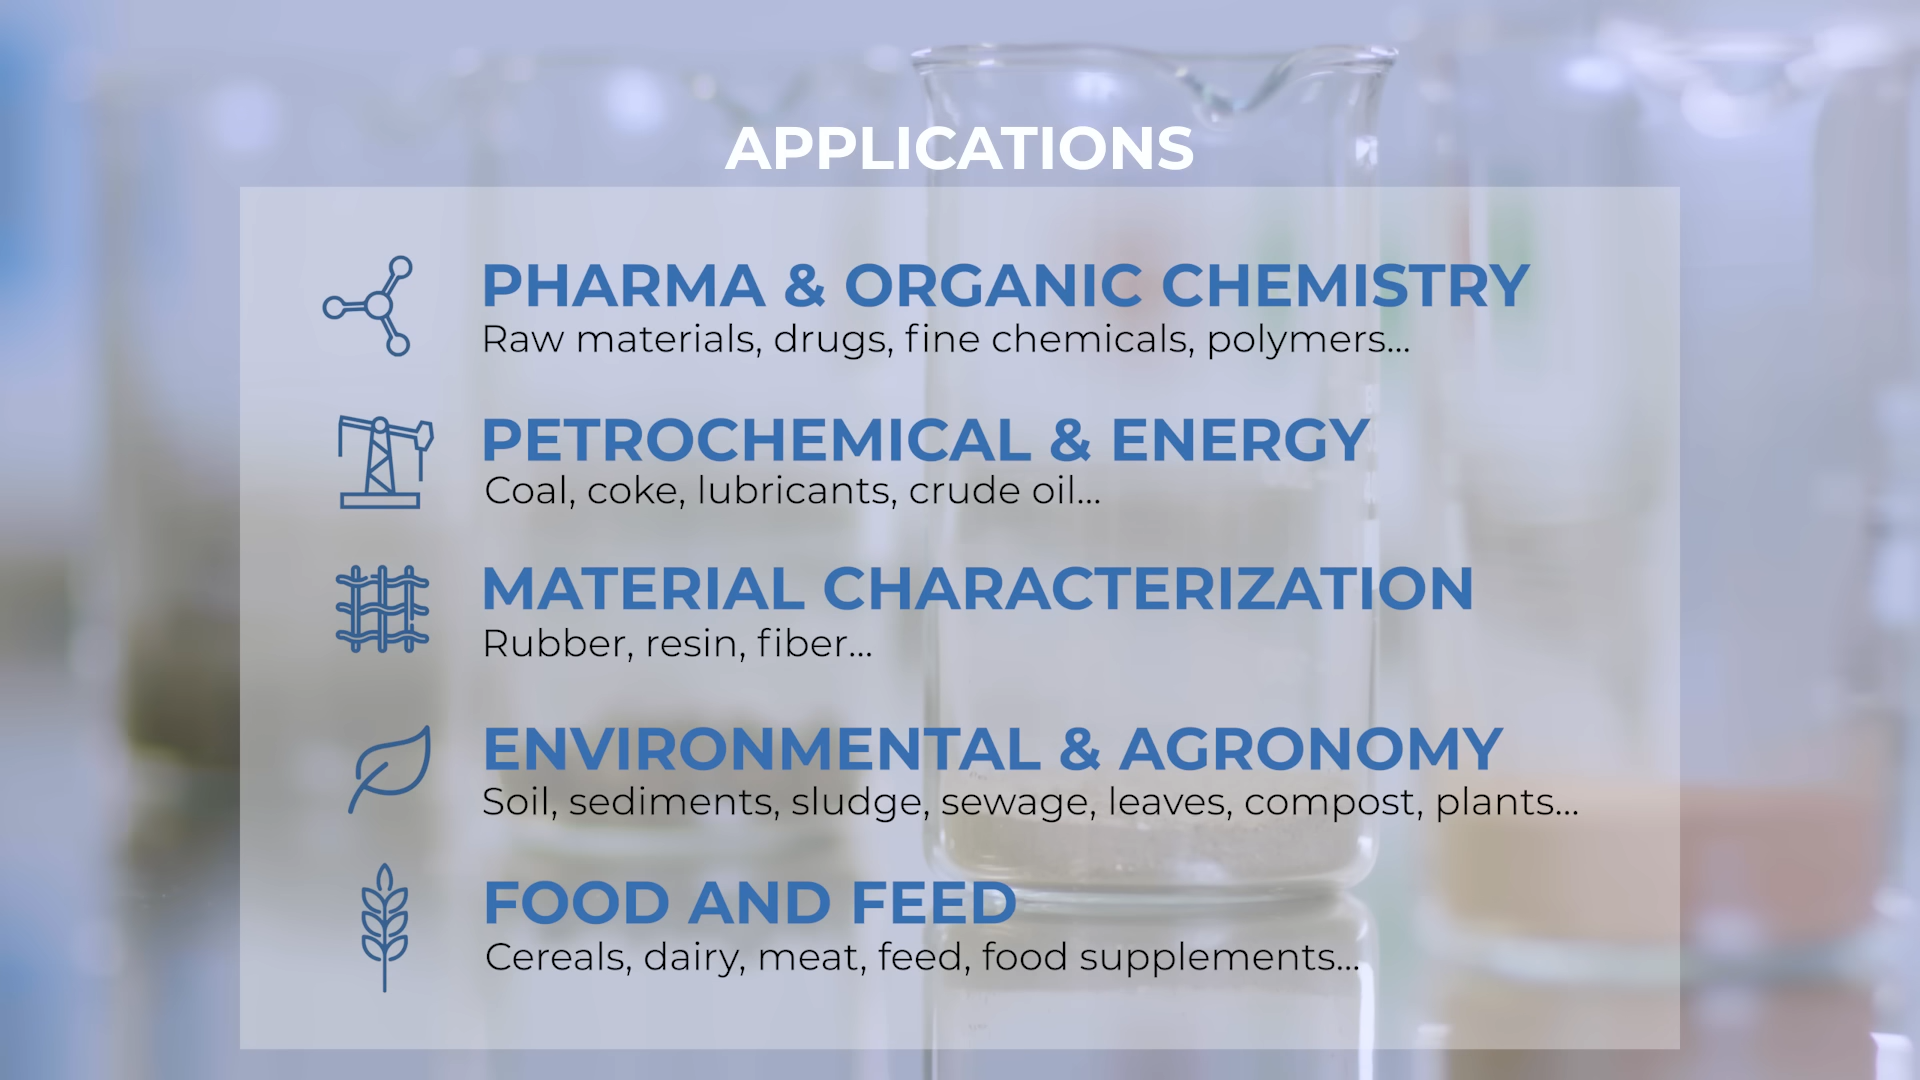 APPLICATIONS
PHARMA & ORGANIC CHEMISTRY
Raw materials, drugs, fine chemicals, polymers...
PETROCHEMICAL & ENERGY
Coal, coke, lubricants, crude oil...
MATERIAL CHARACTERIZATION
Rubber, resin, fiber...
ENVIRONMENTAL & AGRONOMY
Soil, sediments, sludge, sewage, leaves, compost, plants...
FOOD AND FEED
Cereals, dairy, meat, feed, food supplements...